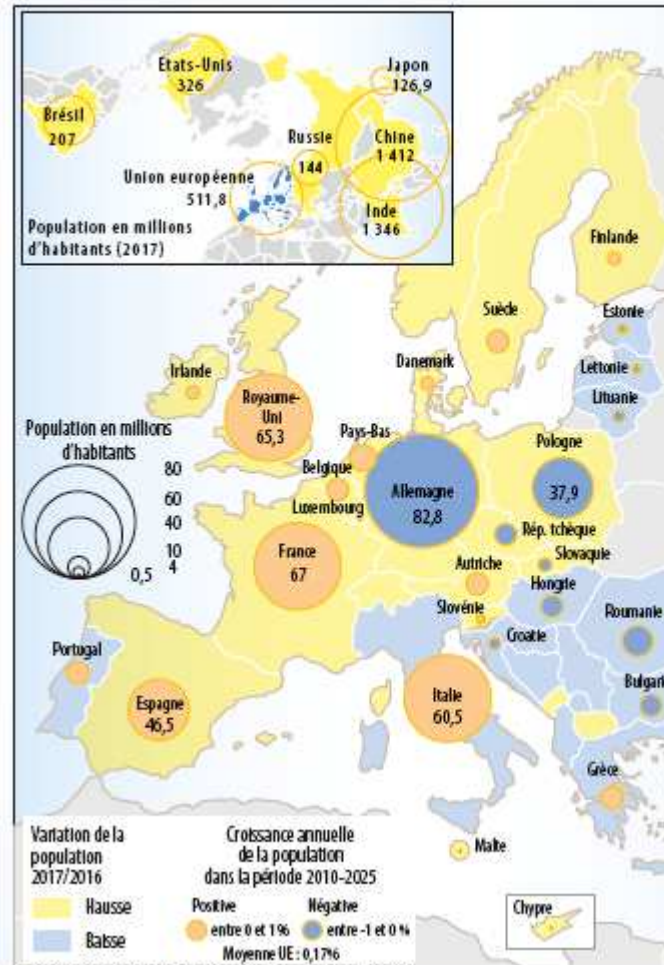 Etats-Unis
326
Japon
126,9
Brésil
207
Russie
144
Chine
1 412
Union européenne
511,8
Inde
1 346
Population en millions
d'habitants (2017)
Finlande
Suède
Estonie
Irlande
Danemark
Lettonie
Lituanie
Royaume-
Uni
65,3
Population en millions
d'habitants
80
60
40
10
4
0,5
Pays-Bas
Pologne
37,9
Belgique
Allemagne
82,8
Luxembourg
Rép. tchèque
France
67
Slovaquie
Autriche
Hongrie
Slovénie
Roumanie
Croatie
Portugal
Bulgari
Espagne
46,5
Italie
60,5
Grèce
Malte
Chypre
Variation de la
population
2017/2016
Hausse
Baisse
Croissance annuelle
de la population
dans la période 2010-2025
Positive
entre 0 et 1%
Négative
entre -1 et 0 %
Moyenne UE : 0,17%